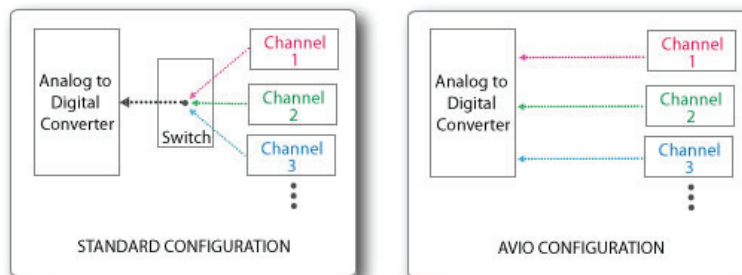 Analog to
Digital
Converter
Switch
Channel
1
Channel
2
Channel
3
STANDARD CONFIGURATION
Analog to
Digital
Converter
Channel
1
Channel
2
Channel
3
AVIO CONFIGURATION